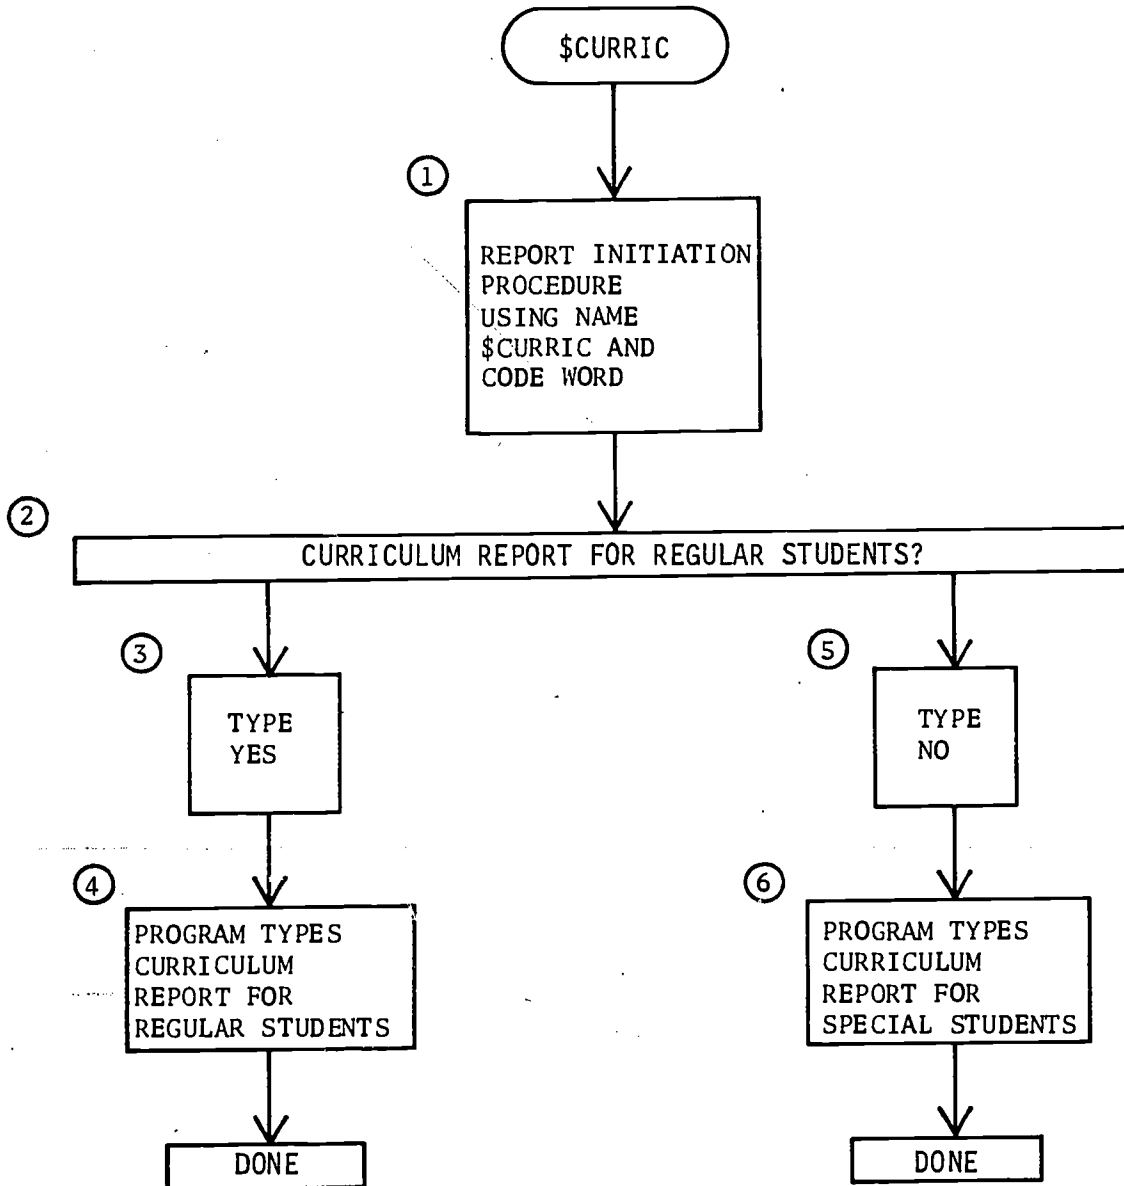 $CURRIC
1
REPORT INITIATION
PROCEDURE
USING NAME
$CURRIC AND
CODE WORD
2
CURRICULUM REPORT FOR REGULAR STUDENTS?
3
TYPE
YES
4
PROGRAM TYPES
CURRICULUM
REPORT FOR
REGULAR STUDENTS
DONE
5
TYPE
NO
6
PROGRAM TYPES
CURRICULUM
REPORT FOR
SPECIAL STUDENTS
DONE